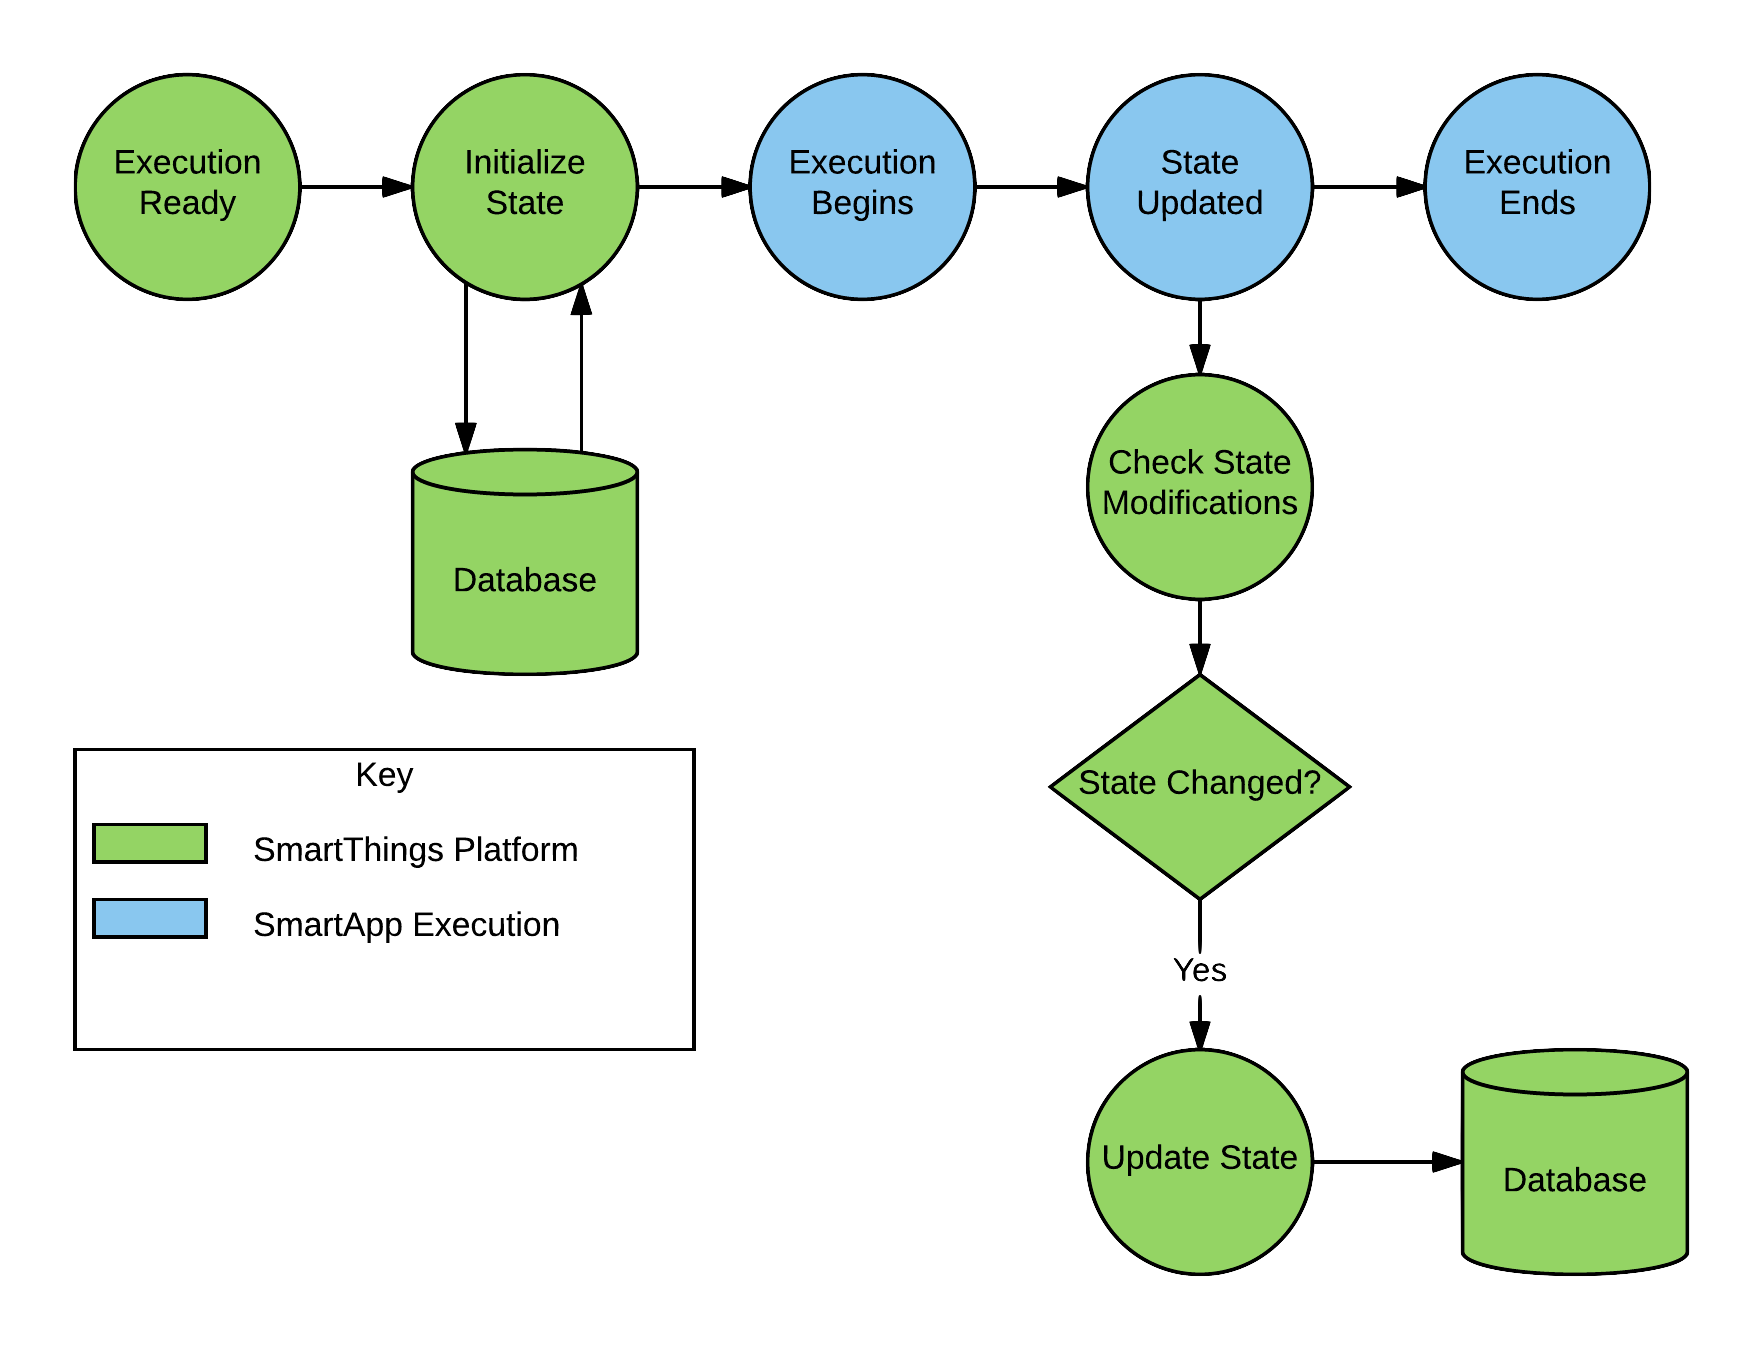 Execution
Ready
Initialize
State
Execution
Begins
State
Updated
Execution
Ends
Check State
Modifications
Database
State Changed?
Key
SmartThings Platform
SmartApp Execution
Yes
Update State
Database